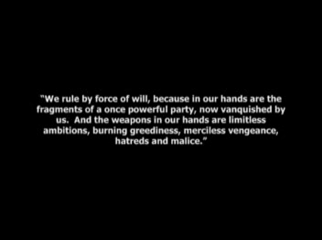 “We rule by force of will, because in our hands are the
fragments of a once powerful party, now vanquished by
us.  And the weapons in our hands are limitless
ambitions, burning greediness, merciless vengeance,
hatreds and malice.”